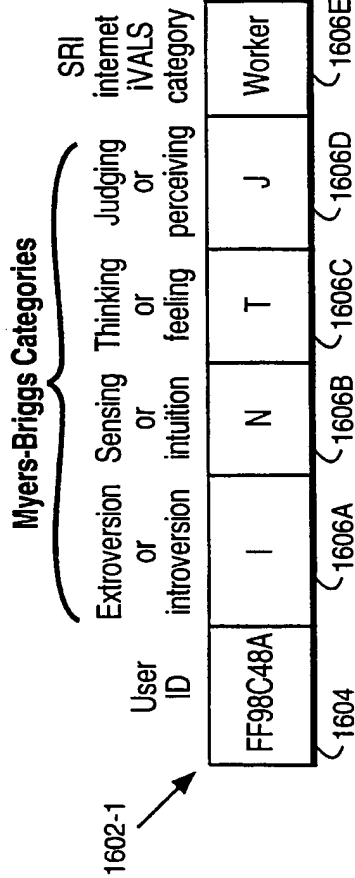 Myers-Briggs Categories
User
ID
Extroversion
or
introversion
Sensing
or
intuition
Thinking
or
feeling
Judging
or
perceiving
SRI
internet
iVALS
category
1602-1
FF98C48A
I
N
T
J
Worker
1604
1606A
1606B
1606C
1606D
1606E